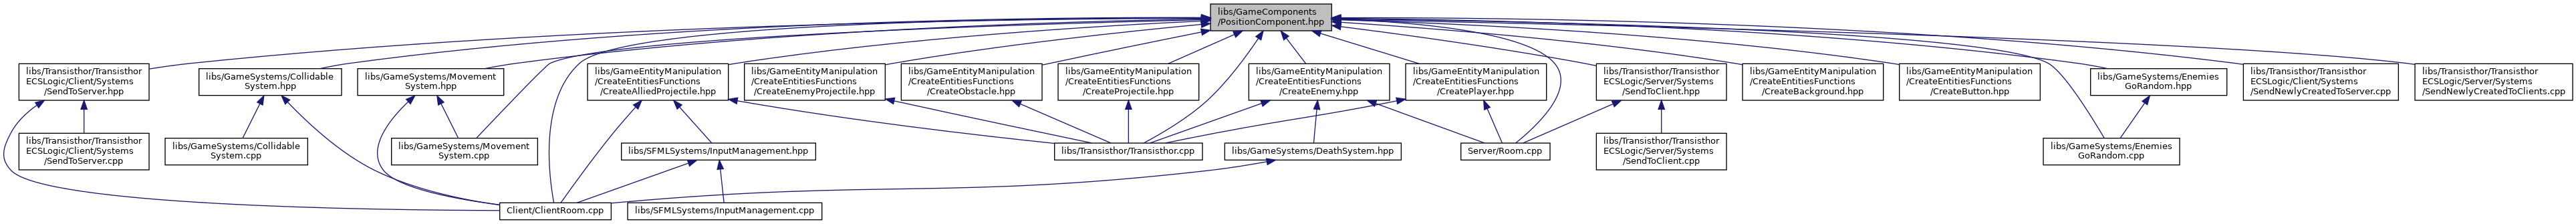 libs/GameComponents
/PositionComponent.hpp
libs/Transisthor/Transisthor
ECSLogic/Client/Systems
/SendToServer.hpp
libs/GameSystems/Collidable
System.hpp
libs/GameSystems/Movement
System.hpp
libs/GameEntityManipulation
/CreateEntitiesFunctions
/CreateAlliedProjectile.hpp
libs/GameEntityManipulation
/CreateEntitiesFunctions
/CreateEnemyProjectile.hpp
libs/GameEntityManipulation
/CreateEntitiesFunctions
/CreateObstacle.hpp
libs/GameEntityManipulation
/CreateEntitiesFunctions
/CreateProjectile.hpp
libs/GameEntityManipulation
/CreateEntitiesFunctions
/CreateEnemy.hpp
libs/GameEntityManipulation
/CreateEntitiesFunctions
/CreatePlayer.hpp
libs/Transisthor/Transisthor
ECSLogic/Server/Systems
/SendToClient.hpp
libs/GameEntityManipulation
/CreateEntitiesFunctions
/CreateBackground.hpp
libs/GameEntityManipulation
/CreateEntitiesFunctions
/CreateButton.hpp
libs/GameSystems/Enemies
GoRandom.hpp
libs/Transisthor/Transisthor
ECSLogic/Client/Systems
/SendNewlyCreatedToServer.cpp
libs/Transisthor/Transisthor
ECSLogic/Server/Systems
/SendNewlyCreatedToClients.cpp
libs/Transisthor/Transisthor
ECSLogic/Client/Systems
/SendToServer.cpp
libs/GameSystems/Collidable
System.cpp
libs/GameSystems/Movement
System.cpp
libs/SFMLSystems/InputManagement.hpp
libs/Transisthor/Transisthor.cpp
libs/GameSystems/DeathSystem.hpp
Server/Room.cpp
libs/Transisthor/Transisthor
ECSLogic/Server/Systems
/SendToClient.cpp
libs/GameSystems/Enemies
GoRandom.cpp
Client/ClientRoom.cpp
libs/SFMLSystems/InputManagement.cpp